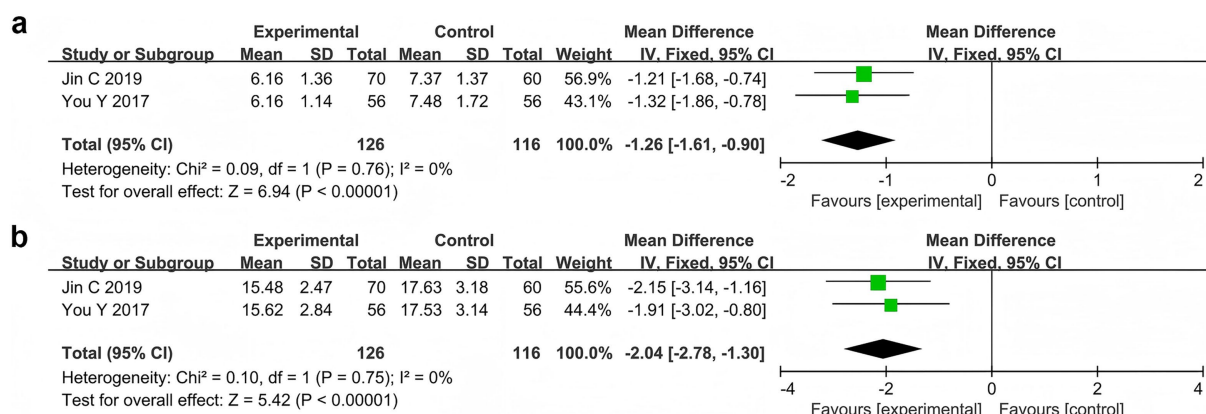 a
Experimental Control Mean Difference Mean Difference
Study or Subgroup Mean SD Total Mean SD Total Weight IV, Fixed, 95% CI IV, Fixed, 95% CI
Jin C 2019 6.16 1.36 70 7.37 1.37 60 56.9% -1.21 [-1.68, -0.74]
You Y 2017 6.16 1.14 56 7.48 1.72 56 43.1% -1.32 [-1.86, -0.78]
Total (95% CI) 126 116 100.0% -1.26 [-1.61, -0.90]
Heterogeneity: Chi² = 0.09, df = 1 (P = 0.76); I² = 0%
Test for overall effect: Z = 6.94 (P < 0.00001)
-2 -1 0 1 2
Favours [experimental] Favours [control]
b
Experimental Control Mean Difference Mean Difference
Study or Subgroup Mean SD Total Mean SD Total Weight IV, Fixed, 95% CI IV, Fixed, 95% CI
Jin C 2019 15.48 2.47 70 17.63 3.18 60 55.6% -2.15 [-3.14, -1.16]
You Y 2017 15.62 2.84 56 17.53 3.14 56 44.4% -1.91 [-3.02, -0.80]
Total (95% CI) 126 116 100.0% -2.04 [-2.78, -1.30]
Heterogeneity: Chi² = 0.10, df = 1 (P = 0.75); I² = 0%
Test for overall effect: Z = 5.42 (P < 0.00001)
-4 -2 0 2 4
Favours [experimental] Favours [control]